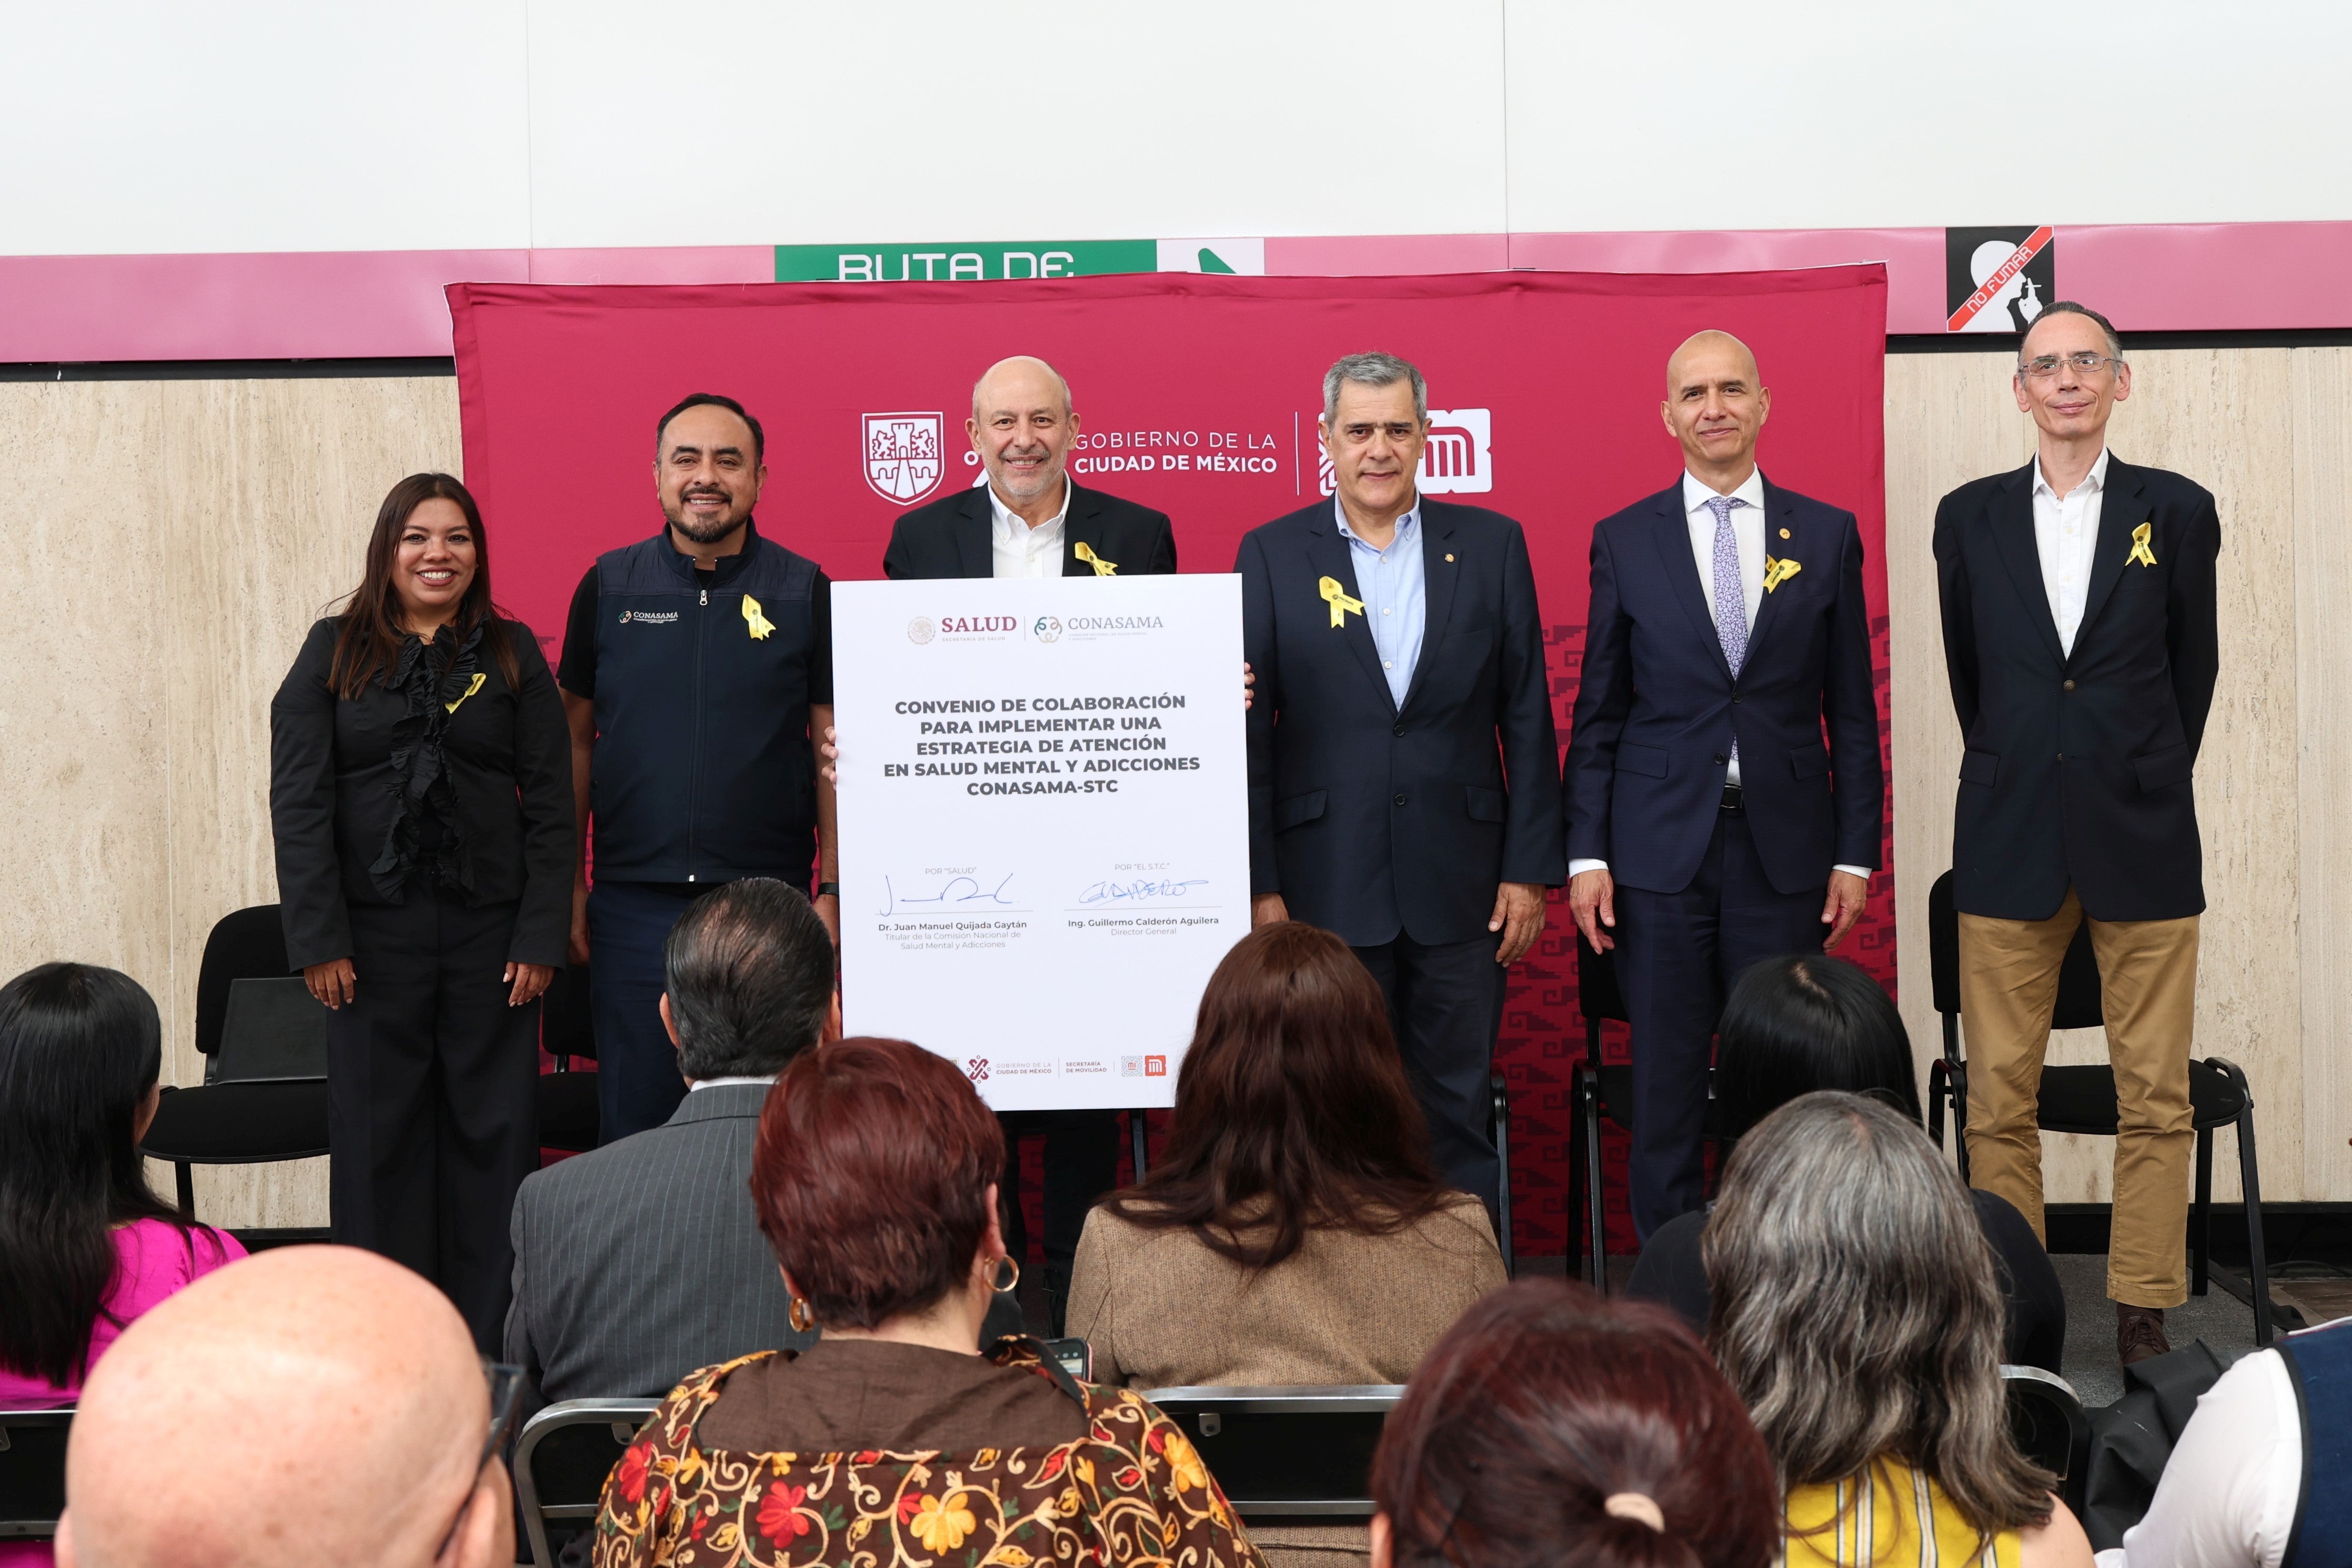 RUTA DE
NO FUMAR
GOBIERNO DE LA
CIUDAD DE MÉXICO
CONASAMA
SALUD
SECRETARÍA DE SALUD
CONASAMA
CONVENIO DE COLABORACIÓN
PARA IMPLEMENTAR UNA
ESTRATEGIA DE ATENCIÓN
EN SALUD MENTAL Y ADICCIONES
CONASAMA-STC
POR "SALUD"
Dr. Juan Manuel Quijada Gaytán
Titular de la Comisión Nacional de
Salud Mental y Adicciones
POR "EL S.T.C."
Ing. Guillermo Calderón Aguilera
Director General
GOBIERNO DE LA
CIUDAD DE MÉXICO
SECRETARÍA
DE MOVILIDAD